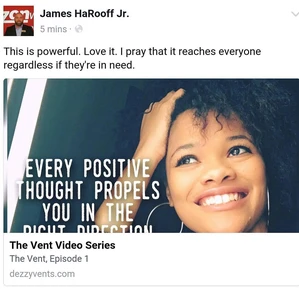 James HaRooff Jr.
5 mins
This is powerful. Love it. I pray that it reaches everyone
regardless if they're in need.
EVERY POSITIVE
THOUGHT PROPELS
YOU IN THE
RIGHT DIRECTION
The Vent Video Series
The Vent, Episode 1
dezzyvents.com